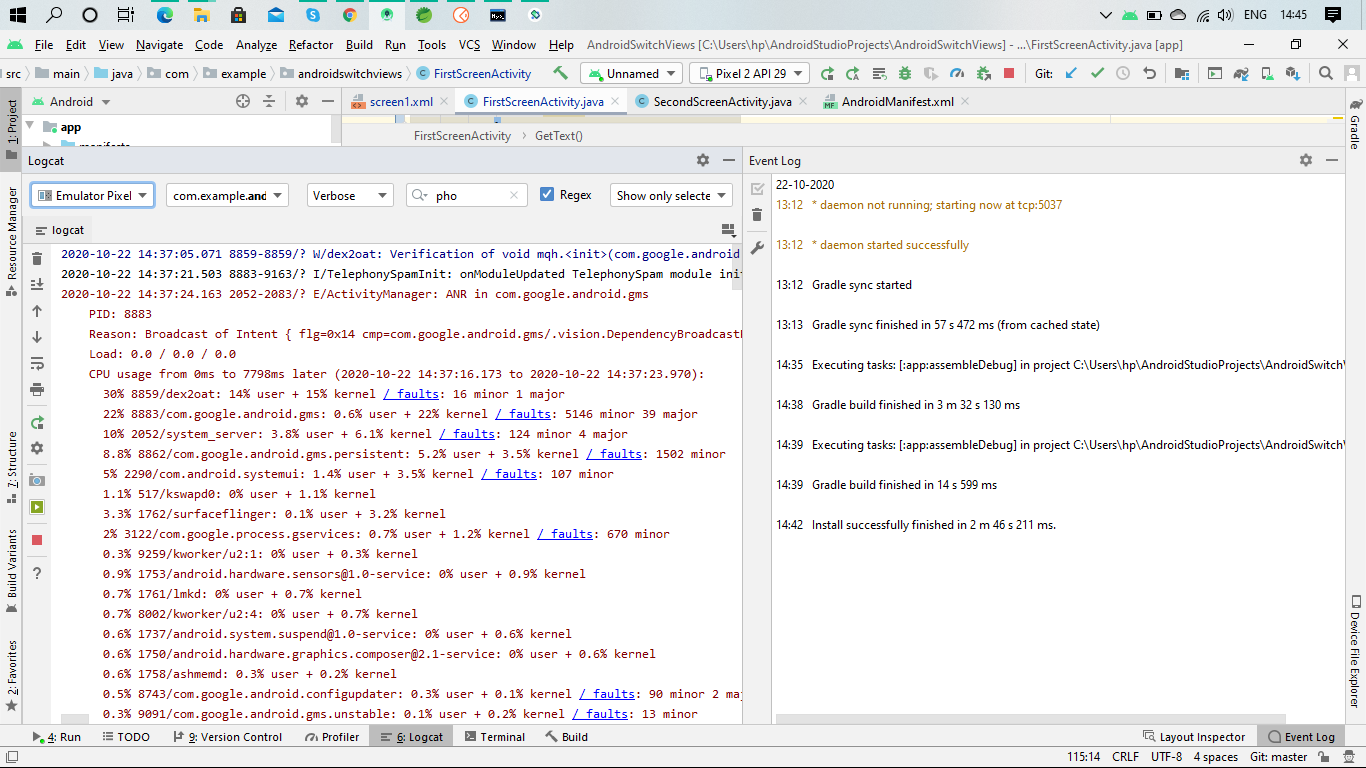 ENG 14:45
File Edit View Navigate Code Analyze Refactor Build Run Tools VCS Window Help AndroidSwitchViews [C:\Users\hp\AndroidStudioProjects\AndroidSwitchViews] - ...\FirstScreenActivity.java [app]
src main java com example androidswitchviews FirstScreenActivity Unnamed Pixel 2 API 29 Git:
Android screen1.xml FirstScreenActivity.java SecondScreenActivity.java AndroidManifest.xml
app
FirstScreenActivity GetText()
manifests
Logcat
Event Log
Emulator Pixel com.example.and Verbose pho Regex Show only selecte
logcat
2020-10-22 14:37:05.071 8859-8859/? W/dex2oat: Verification of void mqh.<init>(com.google.android
2020-10-22 14:37:21.503 8883-9163/? I/TelephonySpamInit: onModuleUpdated TelephonySpam module init
2020-10-22 14:37:24.163 2052-2083/? E/ActivityManager: ANR in com.google.android.gms
PID: 8883
Reason: Broadcast of Intent { flg=0x14 cmp=com.google.android.gms/.vision.DependencyBroadcast
Load: 0.0 / 0.0 / 0.0
CPU usage from 0ms to 7798ms later (2020-10-22 14:37:16.173 to 2020-10-22 14:37:23.970):
30% 8859/dex2oat: 14% user + 15% kernel / faults: 16 minor 1 major
22% 8883/com.google.android.gms: 0.6% user + 22% kernel / faults: 5146 minor 39 major
10% 2052/system_server: 3.8% user + 6.1% kernel / faults: 124 minor 4 major
8.8% 8862/com.google.android.gms.persistent: 5.2% user + 3.5% kernel / faults: 1502 minor
5% 2290/com.android.systemui: 1.4% user + 3.5% kernel / faults: 107 minor
1.1% 517/kswapd0: 0% user + 1.1% kernel
3.3% 1762/surfaceflinger: 0.1% user + 3.2% kernel
2% 3122/com.google.process.gservices: 0.7% user + 1.2% kernel / faults: 670 minor
0.3% 9259/kworker/u2:1: 0% user + 0.3% kernel
0.9% 1753/android.hardware.sensors@1.0-service: 0% user + 0.9% kernel
0.7% 1761/lmkd: 0% user + 0.7% kernel
0.7% 8002/kworker/u2:4: 0% user + 0.7% kernel
0.6% 1737/android.system.suspend@1.0-service: 0% user + 0.6% kernel
0.6% 1750/android.hardware.graphics.composer@2.1-service: 0% user + 0.6% kernel
0.6% 1758/ashmemd: 0.3% user + 0.2% kernel
0.5% 8743/com.google.android.configupdater: 0.3% user + 0.1% kernel / faults: 90 minor 2 maj
0.3% 9091/com.google.android.gms.unstable: 0.1% user + 0.2% kernel / faults: 13 minor
22-10-2020
13:12 * daemon not running; starting now at tcp:5037
13:12 * daemon started successfully
13:12 Gradle sync started
13:13 Gradle sync finished in 57 s 472 ms (from cached state)
14:35 Executing tasks: [:app:assembleDebug] in project C:\Users\hp\AndroidStudioProjects\AndroidSwitch\
14:38 Gradle build finished in 3 m 32 s 130 ms
14:39 Executing tasks: [:app:assembleDebug] in project C:\Users\hp\AndroidStudioProjects\AndroidSwitch\
14:39 Gradle build finished in 14 s 599 ms
14:42 Install successfully finished in 2 m 46 s 211 ms.
1: Project
Resource Manager
7: Structure
Build Variants
2: Favorites
Gradle
Device File Explorer
4: Run TODO 9: Version Control Profiler 6: Logcat Terminal Build Layout Inspector Event Log
115:14 CRLF UTF-8 4 spaces Git: master